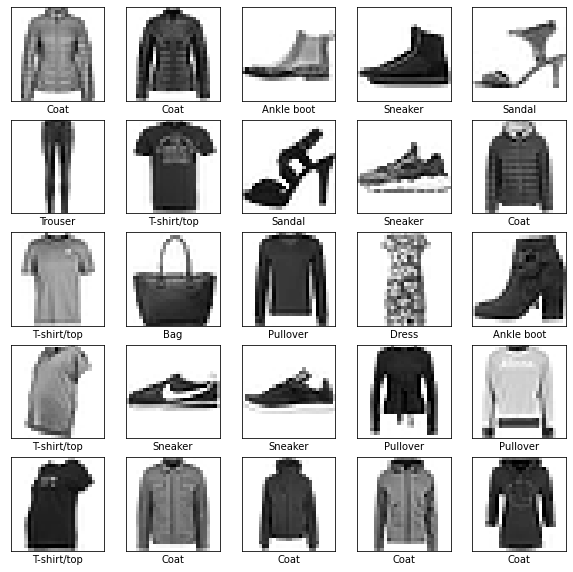 Coat
Coat
Ankle boot
Sneaker
Sandal
Trouser
T-shirt/top
Sandal
Sneaker
Coat
T-shirt/top
Bag
Pullover
Dress
Ankle boot
T-shirt/top
Sneaker
Sneaker
Pullover
Pullover
T-shirt/top
Coat
Coat
Coat
Coat